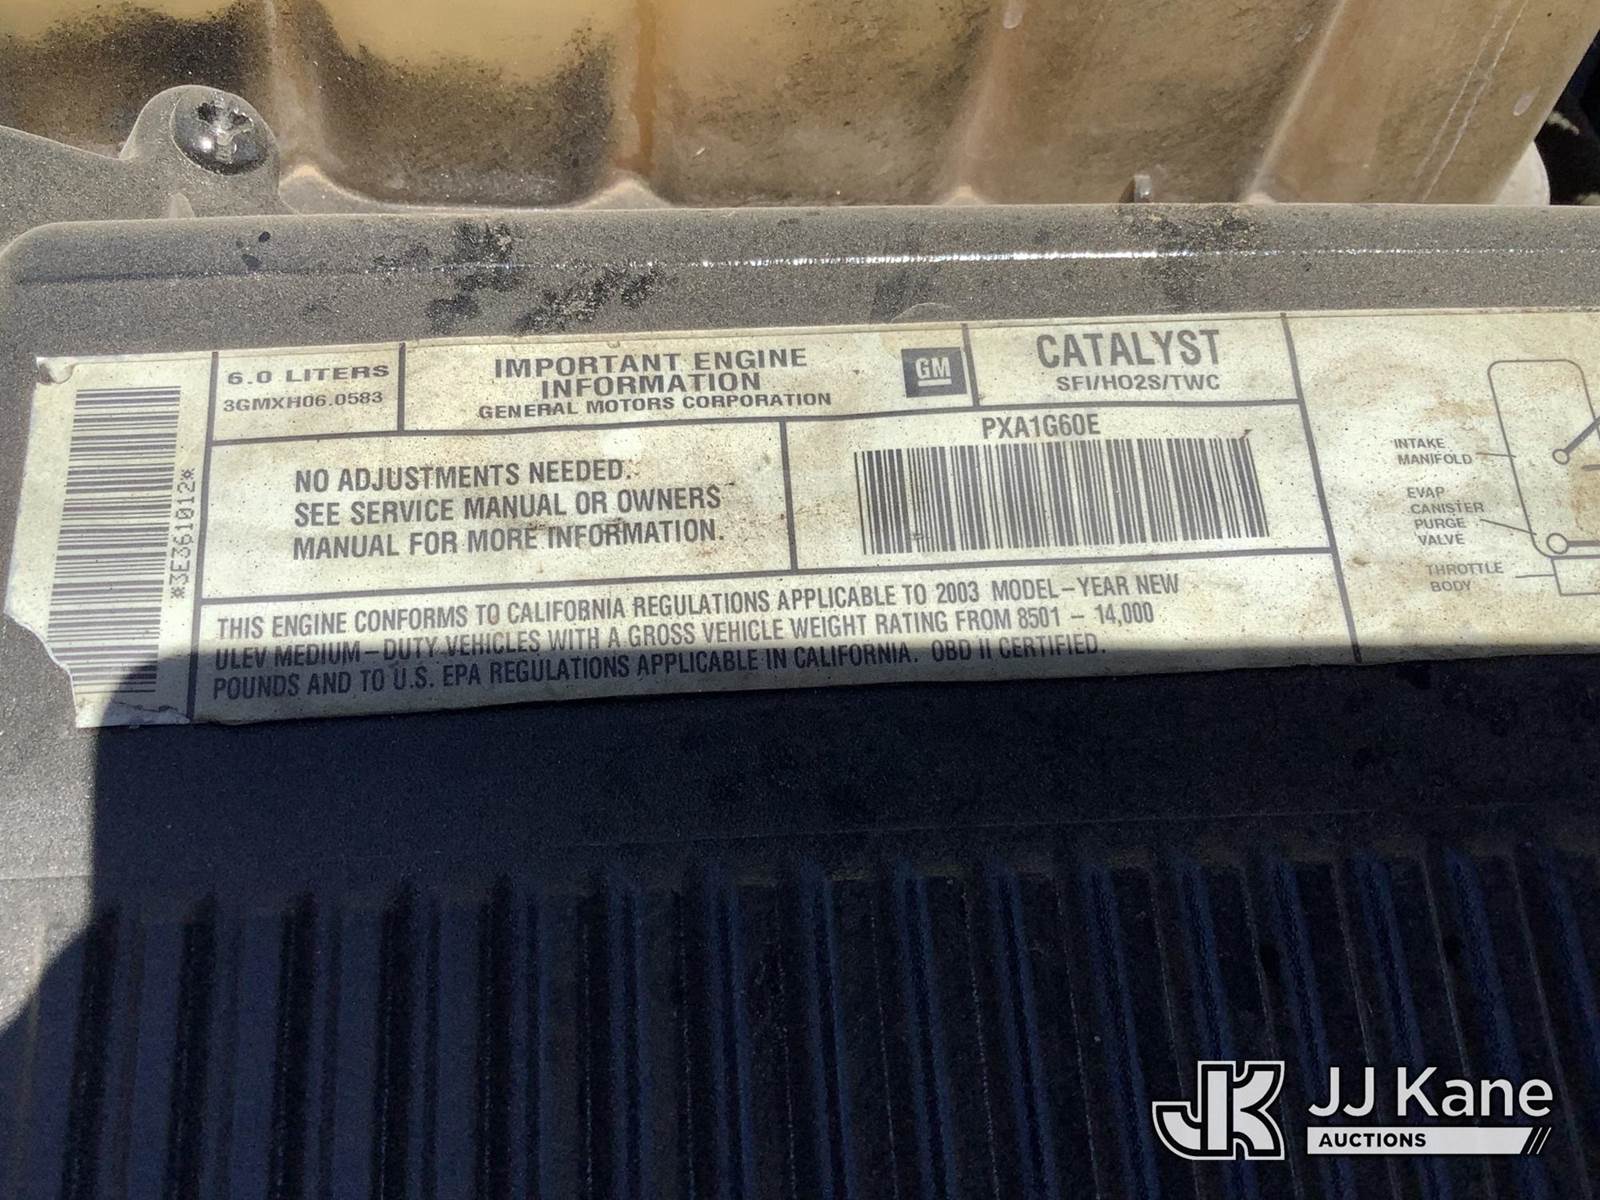 *3E361012*
6.0 LITERS
3GMXH06.0583
IMPORTANT ENGINE
INFORMATION
GENERAL MOTORS CORPORATION
GM
CATALYST
SFI/HO2S/TWC
NO ADJUSTMENTS NEEDED.
SEE SERVICE MANUAL OR OWNERS
MANUAL FOR MORE INFORMATION.
PXA1G60E
THIS ENGINE CONFORMS TO CALIFORNIA REGULATIONS APPLICABLE TO 2003 MODEL-YEAR NEW
ULEV MEDIUM-DUTY VEHICLES WITH A GROSS VEHICLE WEIGHT RATING FROM 8501 - 14,000
POUNDS AND TO U.S. EPA REGULATIONS APPLICABLE IN CALIFORNIA. OBD II CERTIFIED.
INTAKE
MANIFOLD
EVAP
CANISTER
PURGE
VALVE
THROTTLE
BODY
JK JJ Kane
AUCTIONS